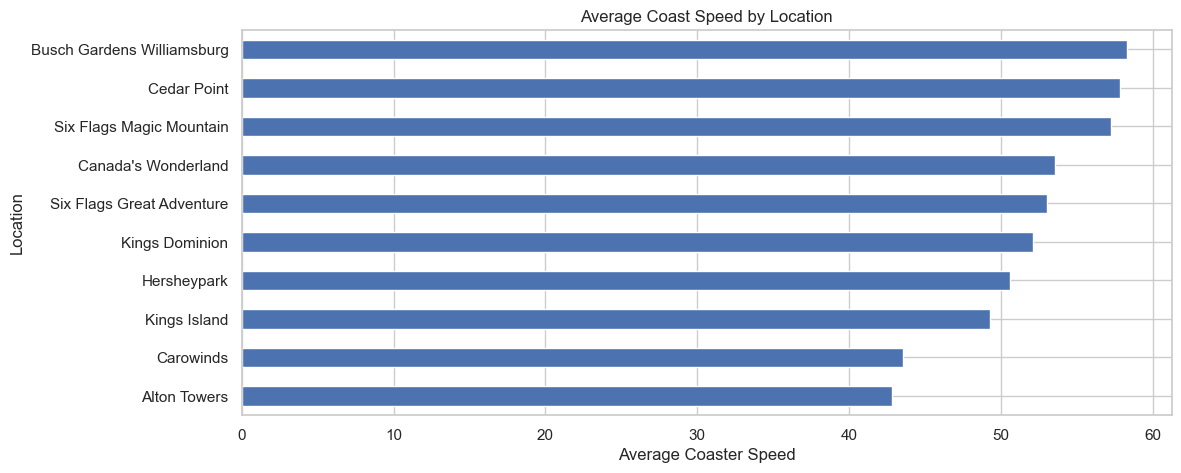 Average Coast Speed by Location
Busch Gardens Williamsburg
Cedar Point
Six Flags Magic Mountain
Canada's Wonderland
Six Flags Great Adventure
Kings Dominion
Hersheypark
Kings Island
Carowinds
Alton Towers
Location
0 10 20 30 40 50 60
Average Coaster Speed